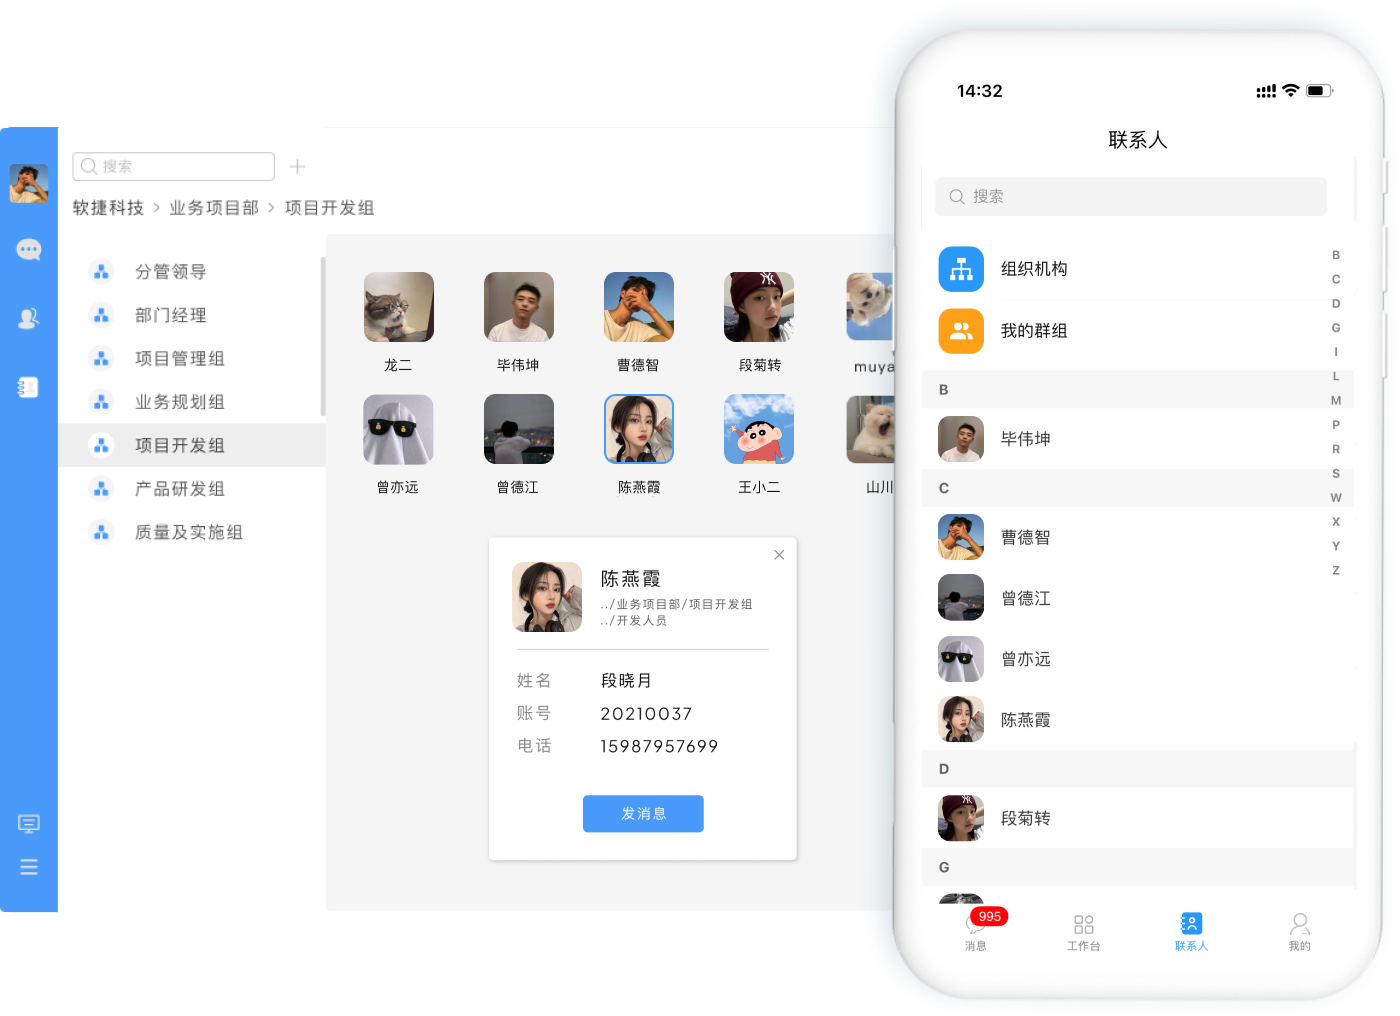 搜索
软捷科技 > 业务项目部 > 项目开发组
分管领导
部门经理
项目管理组
业务规划组
项目开发组
产品研发组
质量及实施组
龙二
毕伟坤
曹德智
段菊转
muya
曾亦远
曾德江
陈燕霞
王小二
山川
陈燕霞
../业务项目部/项目开发组
../开发人员
姓名 段晓月
账号 20210037
电话 15987957699
发消息
14:32
联系人
搜索
组织机构
我的群组
B
毕伟坤
C
曹德智
曾德江
曾亦远
陈燕霞
D
段菊转
G
B
C
D
G
I
L
M
P
R
S
W
X
Y
Z
995
消息
工作台
联系人
我的